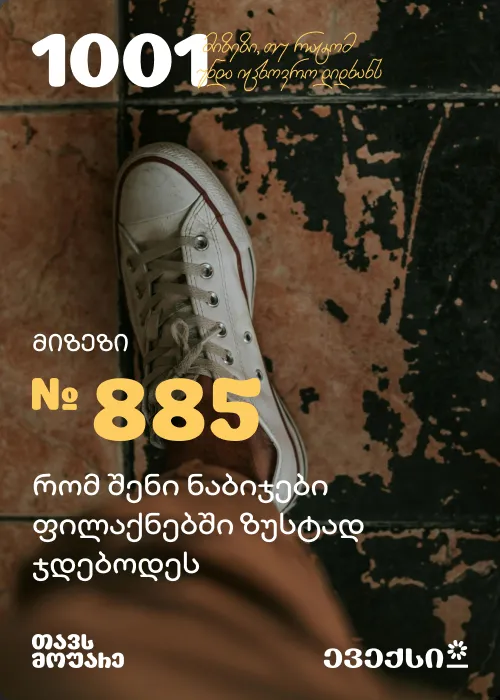 1001 მიზეზი, თუ რატომ
უნდა იცხოვრო დიდხანს
მიზეზი
№ 885
რომ შენი ნაბიჯები
ფილაქნებში ზუსტად
ჯდებოდეს
თავს
მოუარე
ევექსი